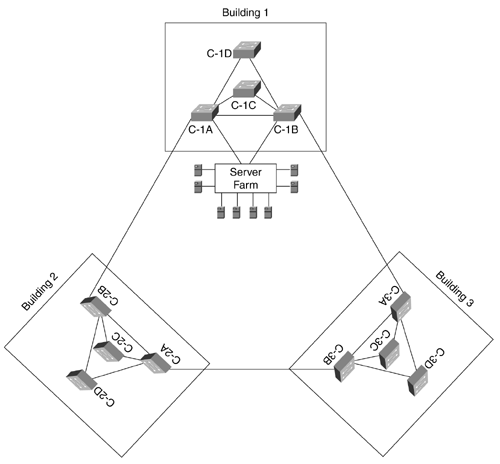 Building 1
C-1D
C-1C
C-1A
C-1B
Server
Farm
Building 2
C-2B
C-2C
C-2A
C-2D
Building 3
C-3A
C-3B
C-3C
C-3D